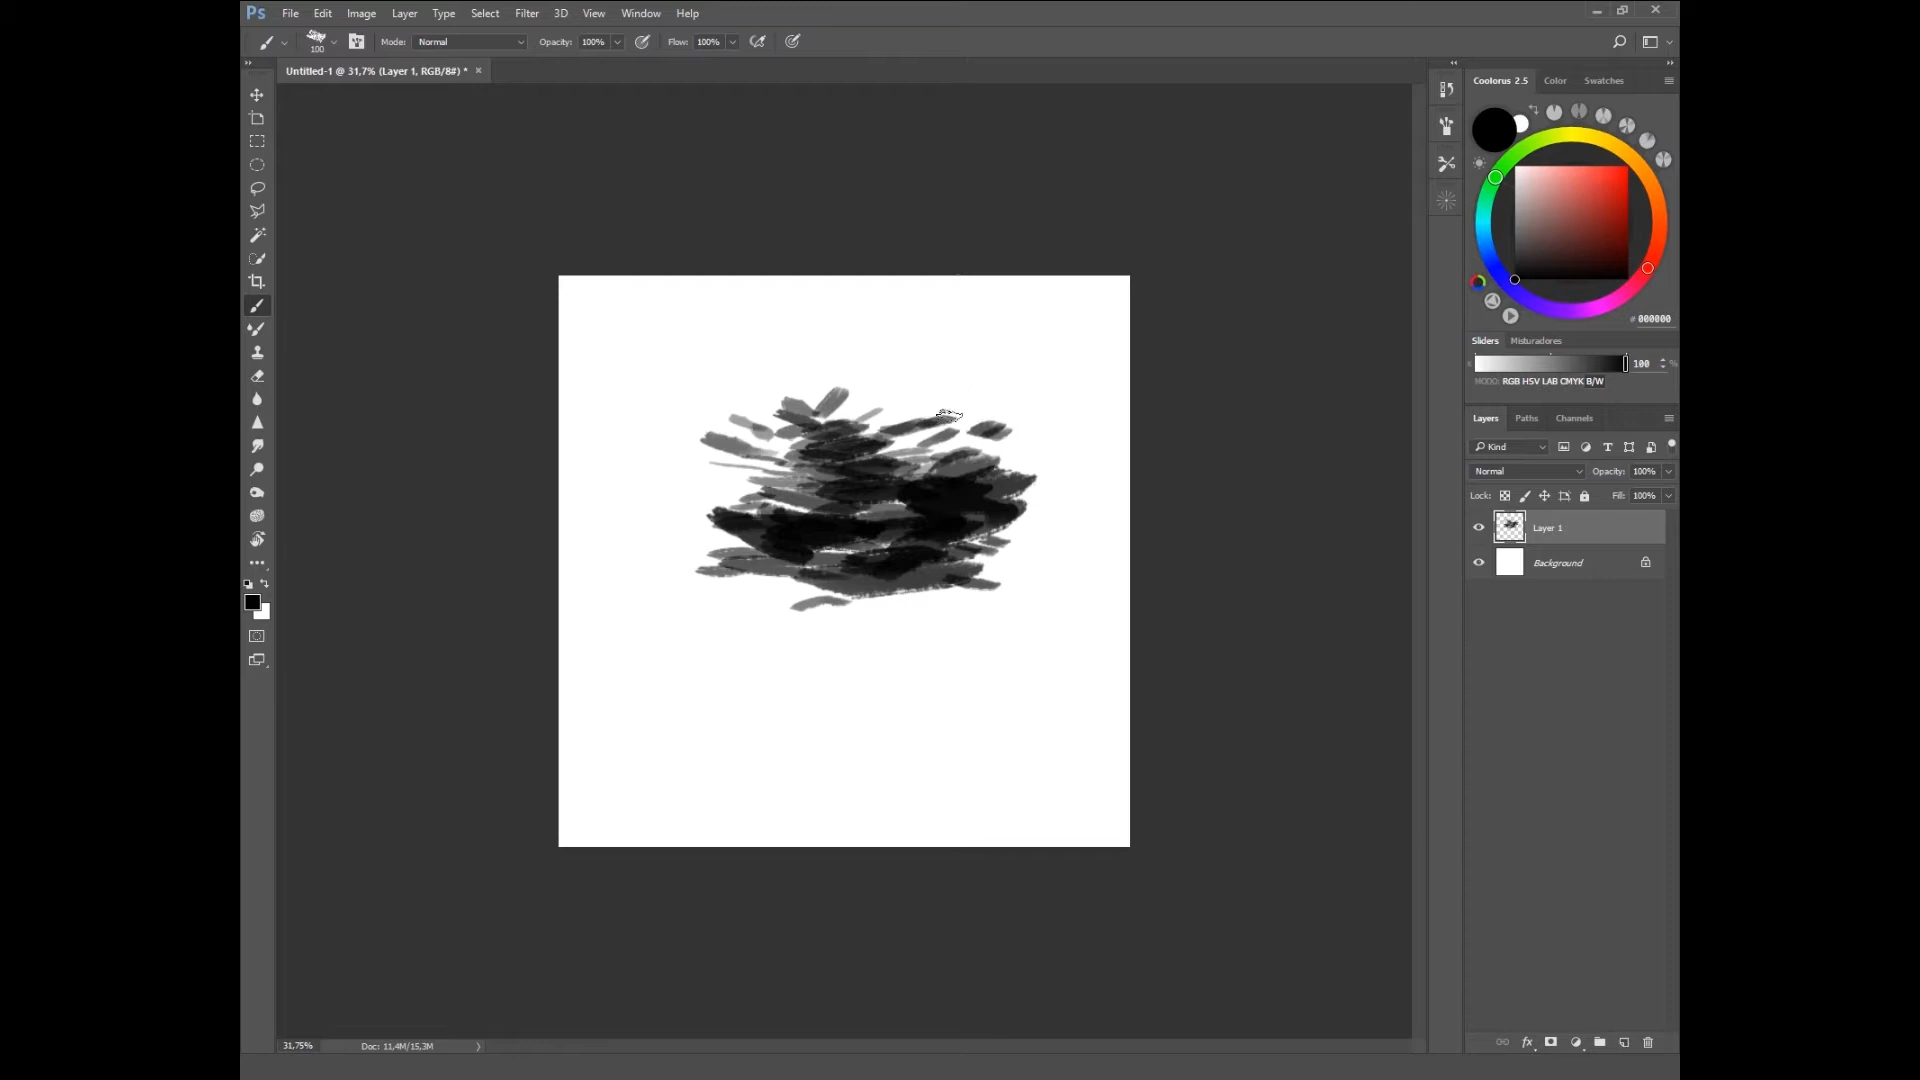 Ps File Edit Image Layer Type Select Filter 3D View Window Help
100 Mode: Normal Opacity: 100% Flow: 100%
Untitled-1 @ 31,7% (Layer 1, RGB/8#) * ×
Coolorus 2.5 Color Swatches
# 000000
Sliders Misturadores
K 100 %
MODO: RGB HSV LAB CMYK B/W
Layers Paths Channels
Kind
Normal Opacity: 100%
Lock: Fill: 100%
Layer 1
Background
fx
31,75% Doc: 11,4M/15,3M